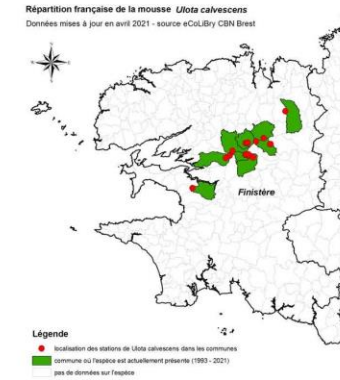 Répartition française de la mousse Ulota calvescens
Données mises à jour en avril 2021 - source eCoLiBry CBN Brest
Finistère
Légende
localisation des stations de Ulota calvescens dans les communes
commune où l'espèce est actuellement présente (1993 - 2021)
pas de données sur l'espèce